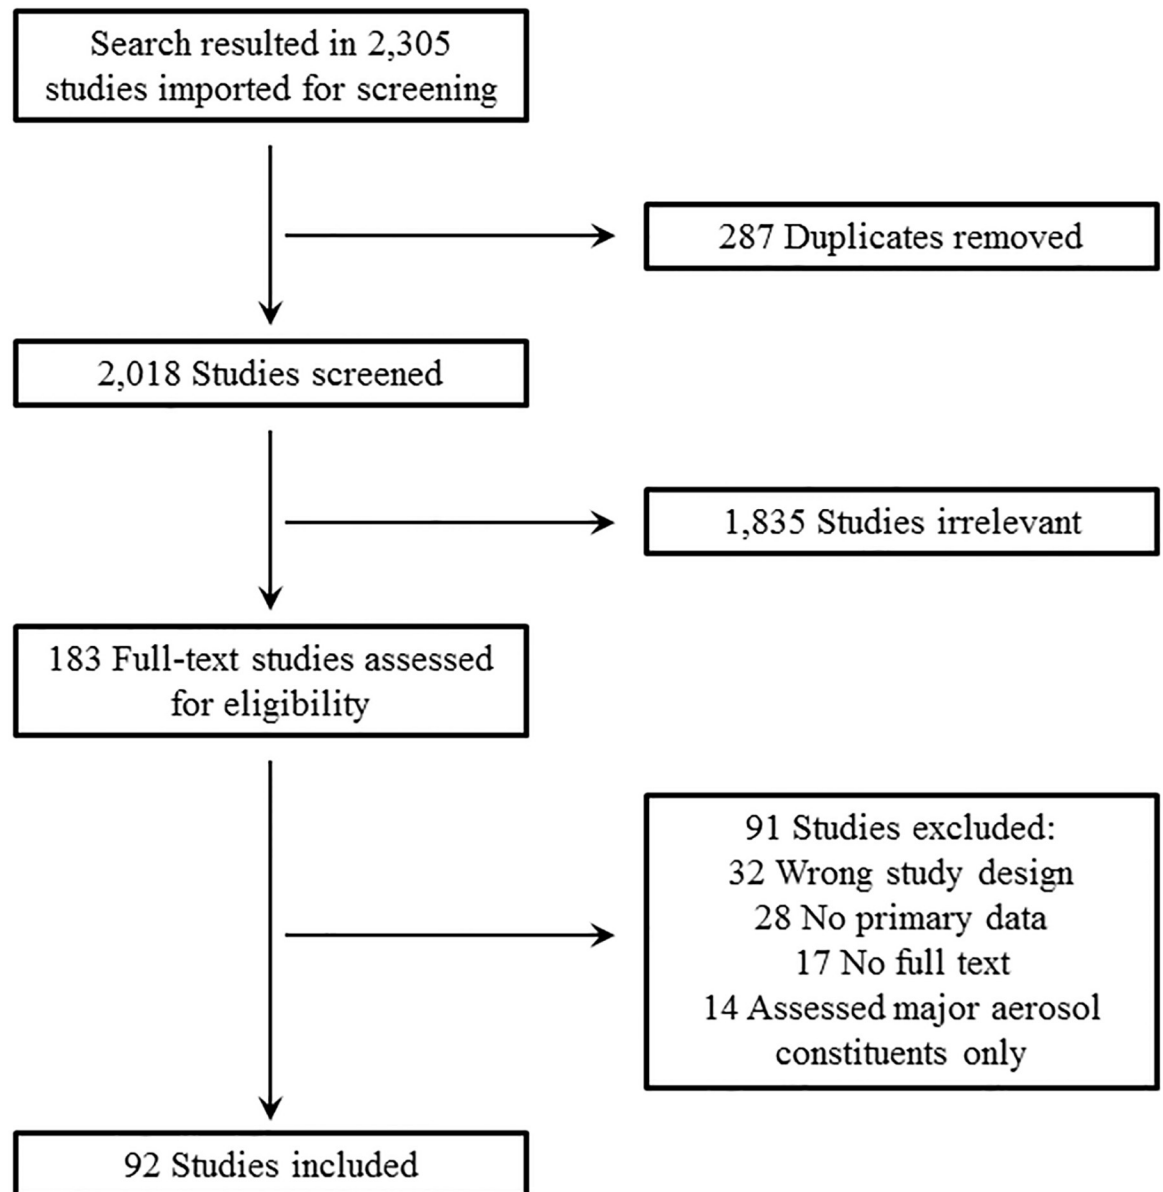 Search resulted in 2,305
studies imported for screening
287 Duplicates removed
2,018 Studies screened
1,835 Studies irrelevant
183 Full-text studies assessed
for eligibility
91 Studies excluded:
32 Wrong study design
28 No primary data
17 No full text
14 Assessed major aerosol
constituents only
92 Studies included